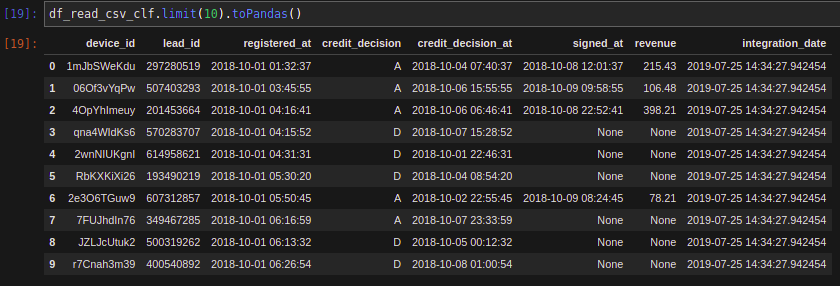 [19]: df_read_csv_clf.limit(10).toPandas()
[19]: device_id lead_id registered_at credit_decision credit_decision_at signed_at revenue integration_date
0 1mJbSWeKdu 297280519 2018-10-01 01:32:37 A 2018-10-04 07:40:37 2018-10-08 12:01:37 215.43 2019-07-25 14:34:27.942454
1 06Of3vYqPw 507403293 2018-10-01 03:45:55 A 2018-10-06 15:55:55 2018-10-09 09:58:55 106.48 2019-07-25 14:34:27.942454
2 4OpYhImeuy 201453664 2018-10-01 04:16:41 A 2018-10-06 06:46:41 2018-10-08 22:52:41 398.21 2019-07-25 14:34:27.942454
3 qna4WldKs6 570283707 2018-10-01 04:15:52 D 2018-10-07 15:28:52 None None 2019-07-25 14:34:27.942454
4 2wnNIUKgnI 614958621 2018-10-01 04:31:31 D 2018-10-01 22:46:31 None None 2019-07-25 14:34:27.942454
5 RbKXKiXi26 193490219 2018-10-01 05:30:20 D 2018-10-04 08:54:20 None None 2019-07-25 14:34:27.942454
6 2e3O6TGuw9 607312857 2018-10-01 05:50:45 A 2018-10-02 22:55:45 2018-10-09 08:24:45 78.21 2019-07-25 14:34:27.942454
7 7FUJhdIn76 349467285 2018-10-01 06:16:59 A 2018-10-07 23:33:59 None None 2019-07-25 14:34:27.942454
8 JZLJcUtuk2 500319262 2018-10-01 06:13:32 D 2018-10-05 00:12:32 None None 2019-07-25 14:34:27.942454
9 r7Cnah3m39 400540892 2018-10-01 06:26:54 D 2018-10-08 01:00:54 None None 2019-07-25 14:34:27.942454